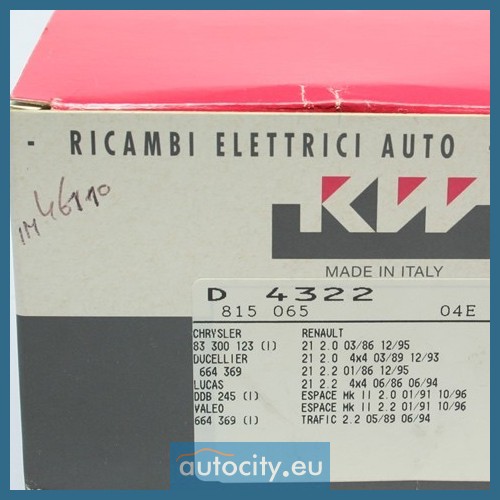 - RICAMBI ELETTRICI AUTO -
IM46110
KW
MADE IN ITALY
D 4322
815 065 04E
CHRYSLER RENAULT
83 300 123 (I) 21 2.0 03/86 12/95
DUCELLIER 21 2.0 4x4 03/89 12/93
664 369 21 2.2 01/86 12/95
LUCAS 21 2.2 4x4 06/86 06/94
DDB 245 (I) ESPACE Mk II 2.0 01/91 10/96
VALEO ESPACE Mk II 2.2 01/91 10/96
664 369 (I) TRAFIC 2.2 05/89 06/94
autocity.eu